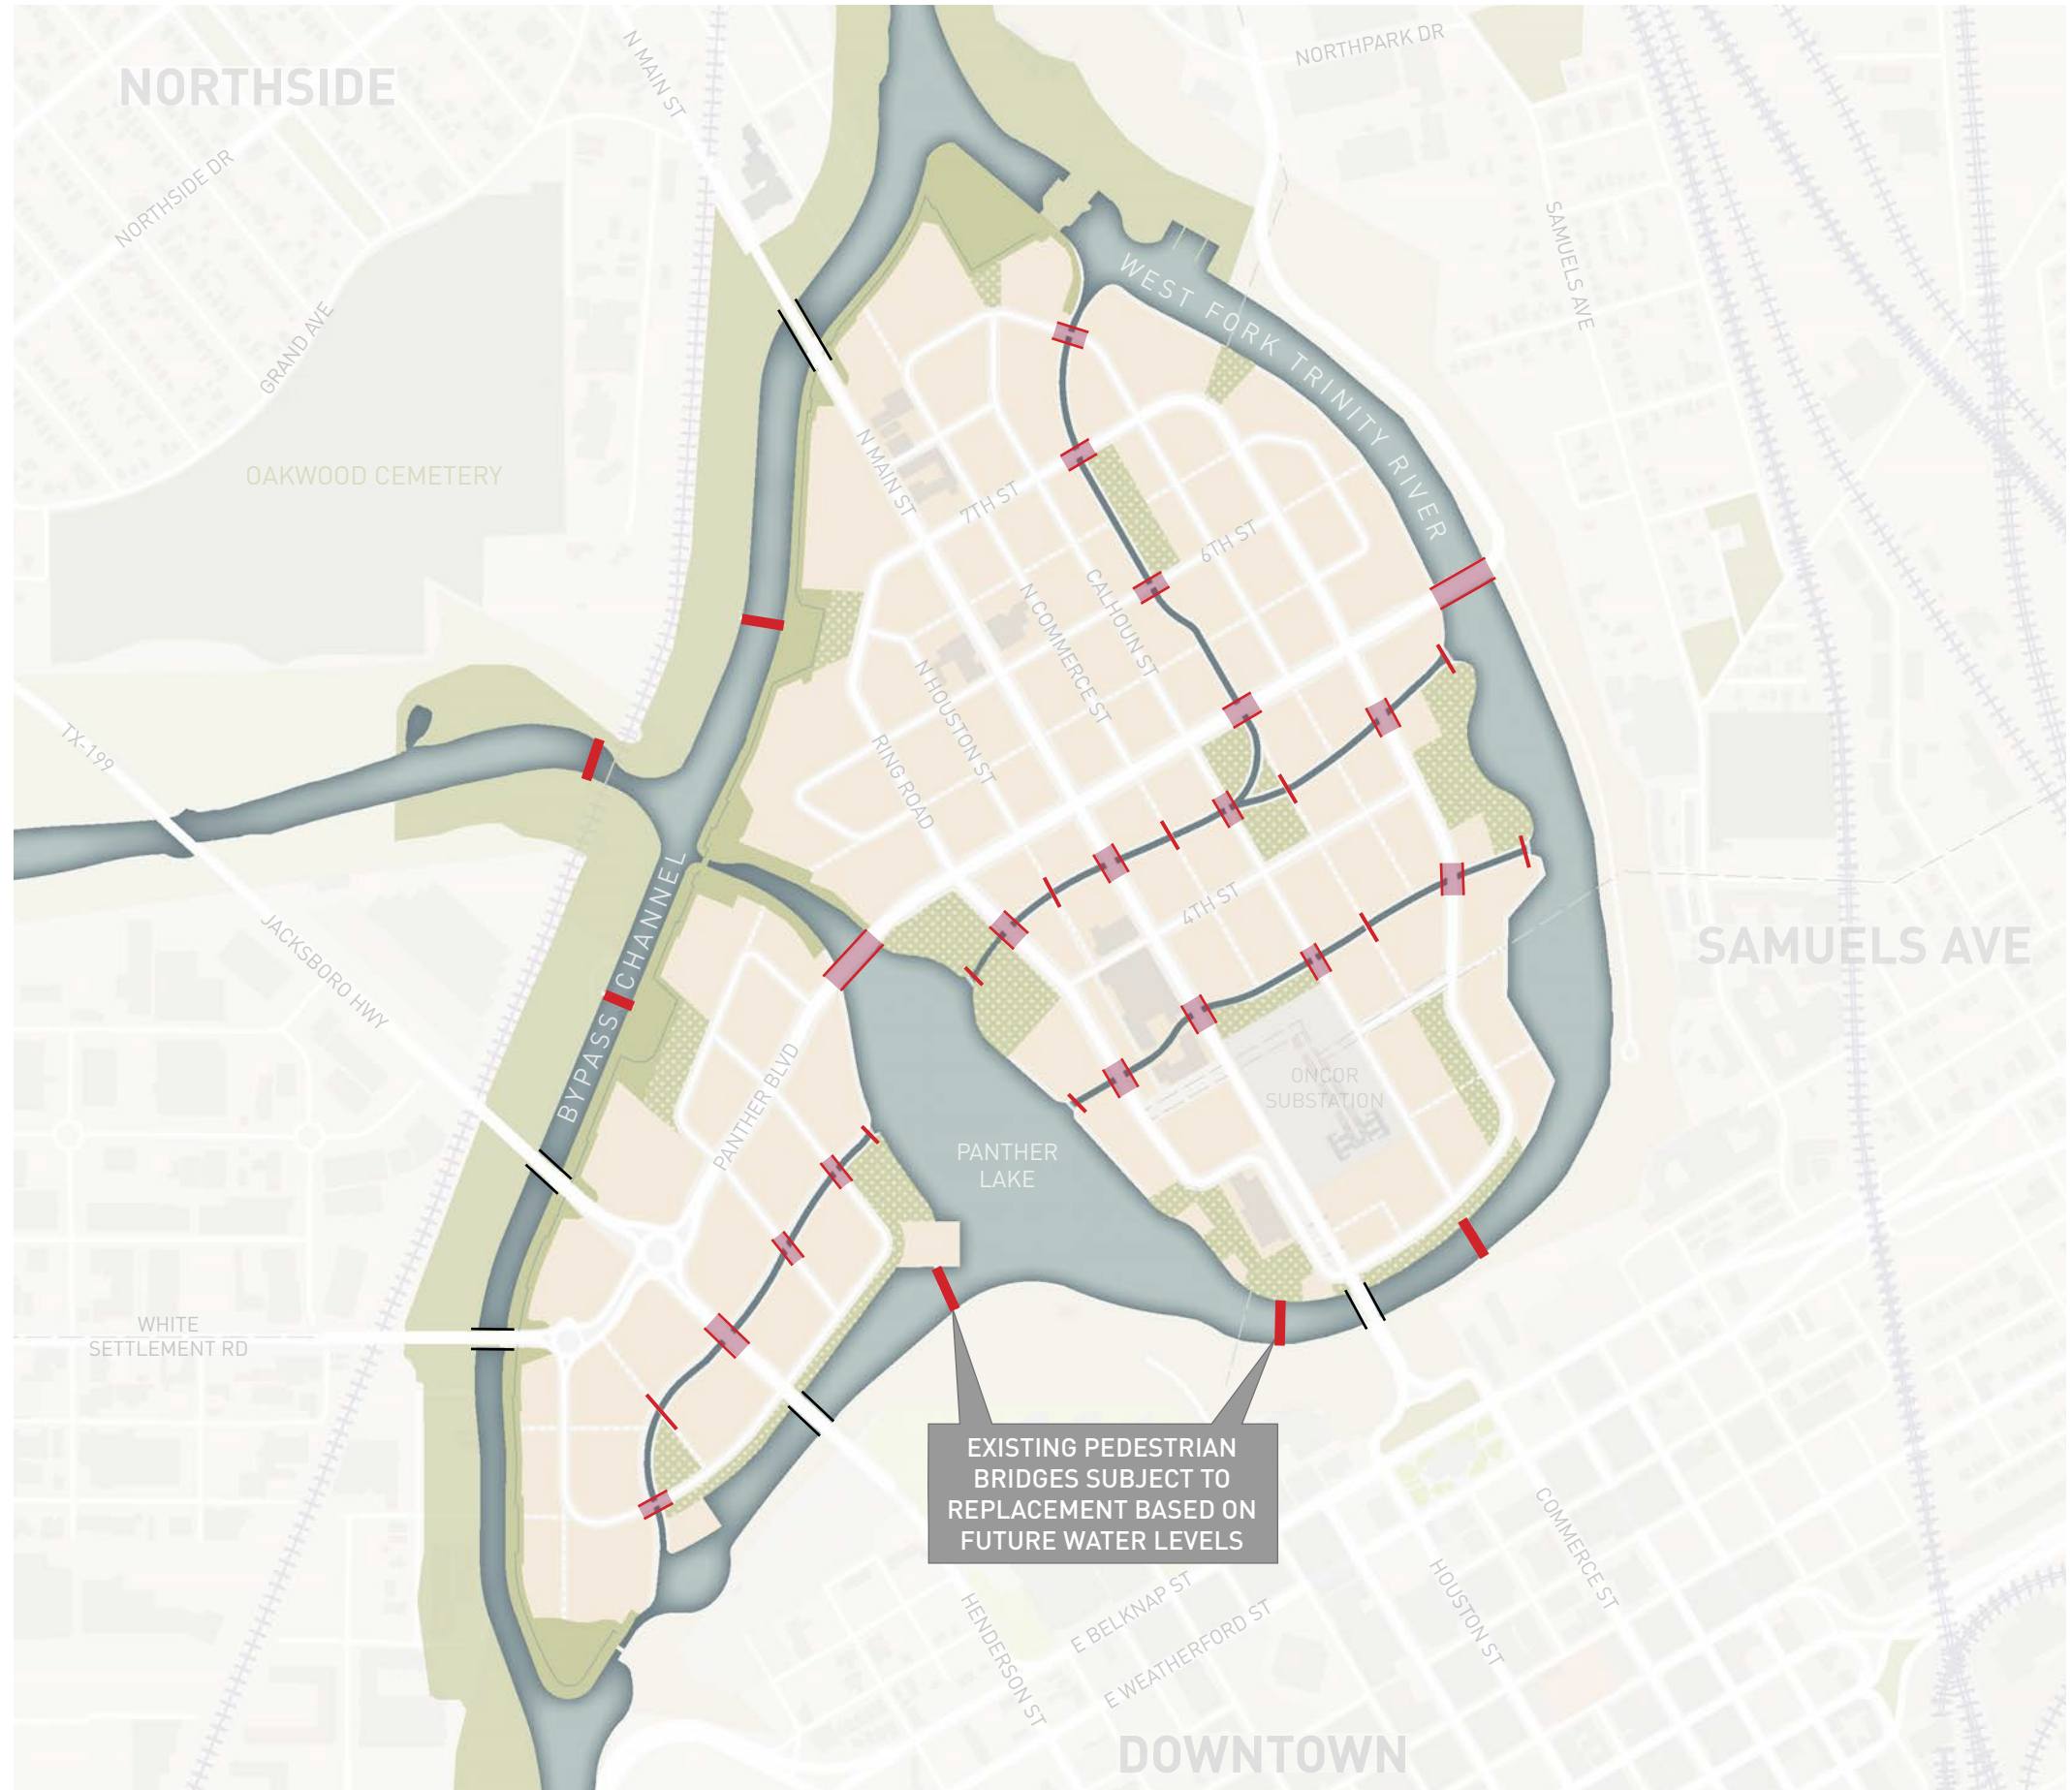 NORTHSIDE
N MAIN ST
NORTHPARK DR
NORTHSIDE DR
SAMUELS AVE
WEST FORK TRINITY RIVER
GRAND AVE
OAKWOOD CEMETERY
N MAIN ST
7TH ST
6TH ST
CALHOUN ST
N COMMERCE ST
N HOUSTON ST
RING ROAD
TX-199
JACKSBORO HWY
BYPASS CHANNEL
4TH ST
SAMUELS AVE
PANTHER BLVD
ONCOR
SUBSTATION
PANTHER
LAKE
WHITE
SETTLEMENT RD
EXISTING PEDESTRIAN
BRIDGES SUBJECT TO
REPLACEMENT BASED ON
FUTURE WATER LEVELS
COMMERCE ST
HOUSTON ST
E BELKNAP ST
E WEATHERFORD ST
HENDERSON ST
DOWNTOWN